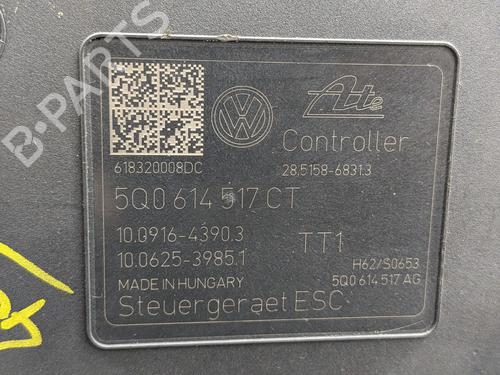 B-PARTS
Ate
Controller
618320008DC
28.5158-6831.3
5Q0 614 517 CT
10.0916-4390.3
TT1
10.0625-3985.1
H62/S0653
MADE IN HUNGARY
5Q0 614 517 AG
Steuergeraet ESC